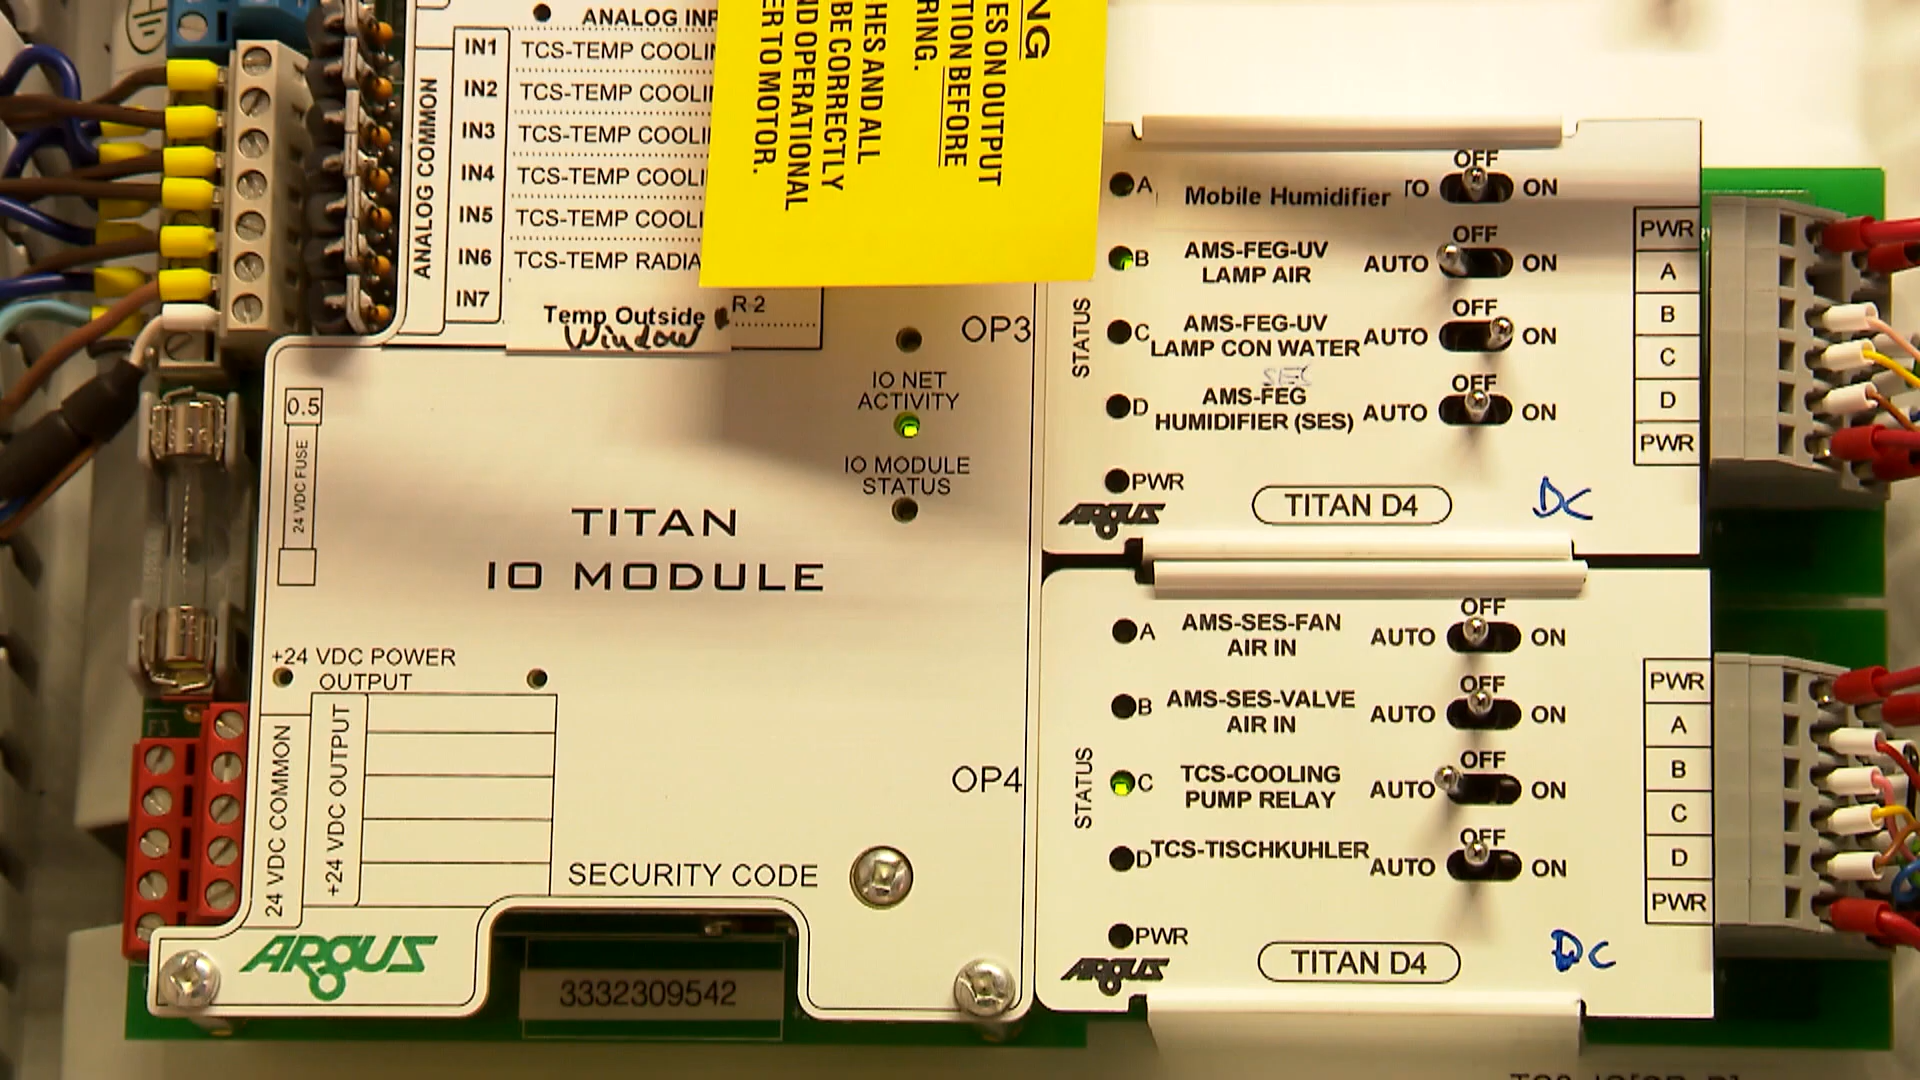 ANALOG INP
ANALOG COMMON
IN1 TCS-TEMP COOLI
IN2 TCS-TEMP COOLI
IN3 TCS-TEMP COOLI
IN4 TCS-TEMP COOLI
IN5 TCS-TEMP COOL
IN6 TCS-TEMP RADIA
IN7
Temp Outside R 2
Window
NG
ES ON OUTPUT
TION BEFORE
RING.
HES AND ALL
BE CORRECTLY
ND OPERATIONAL
ER TO MOTOR.
OP3
IO NET
ACTIVITY
IO MODULE
STATUS
0.5
24 VDC FUSE
TITAN
IO MODULE
+24 VDC POWER
OUTPUT
24 VDC COMMON
+24 VDC OUTPUT
OP4
SECURITY CODE
ARGUS
3332309542
STATUS
OFF
A Mobile Humidifier TO ON
OFF
B AMS-FEG-UV
LAMP AIR AUTO ON
OFF
C AMS-FEG-UV
LAMP CON WATER AUTO ON
SES
OFF
D AMS-FEG
HUMIDIFIER (SES) AUTO ON
PWR
ARGUS
TITAN D4
DC
PWR
A
B
C
D
PWR
STATUS
OFF
A AMS-SES-FAN
AIR IN AUTO ON
OFF
B AMS-SES-VALVE
AIR IN AUTO ON
OFF
C TCS-COOLING
PUMP RELAY AUTO ON
OFF
D TCS-TISCHKUHLER AUTO ON
PWR
ARGUS
TITAN D4
DC
PWR
A
B
C
D
PWR
F3